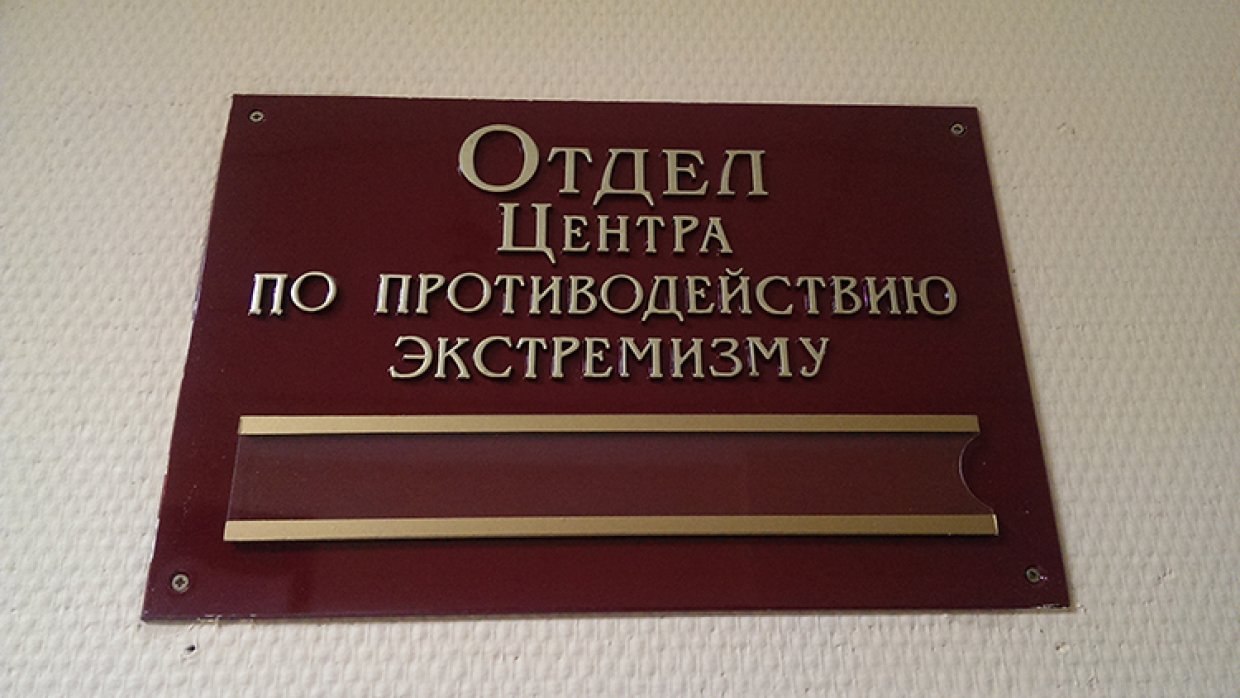 Отдел
Центра
по противодействию
экстремизму